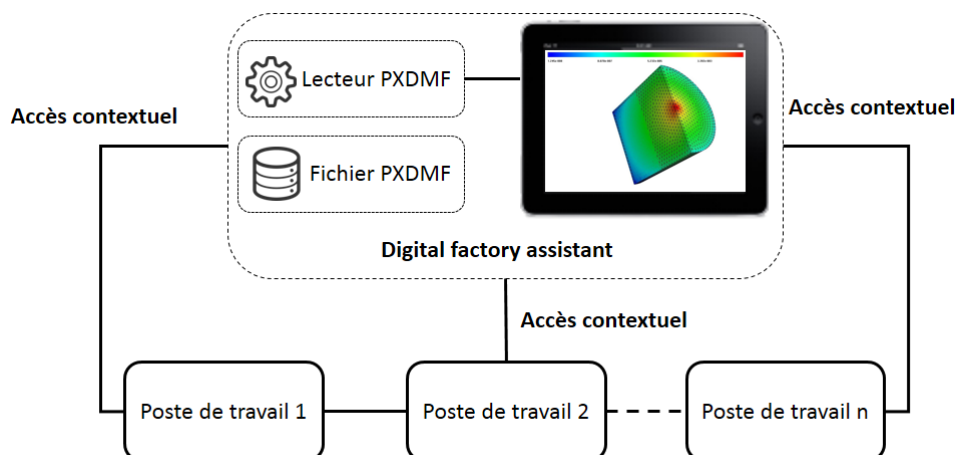 Lecteur PXDMF
Accès contextuel
Accès contextuel
Fichier PXDMF
Digital factory assistant
Accès contextuel
Poste de travail 1
Poste de travail 2
Poste de travail n